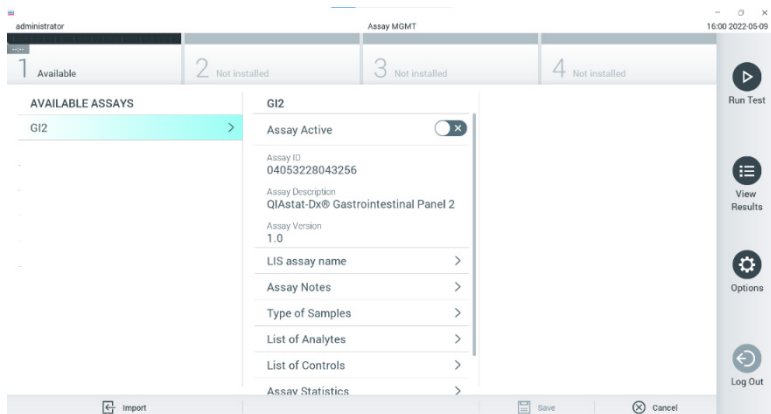 administrator
Assay MGMT
16:00 2022-05-09
1 Available
2 Not installed
3 Not installed
4 Not installed
Run Test
View
Results
Options
Log Out
AVAILABLE ASSAYS
GI2
GI2
Assay Active
Assay ID
04053228043256
Assay Description
QIAstat-Dx® Gastrointestinal Panel 2
Assay Version
1.0
LIS assay name
Assay Notes
Type of Samples
List of Analytes
List of Controls
Assay Statistics
Import
Save
Cancel